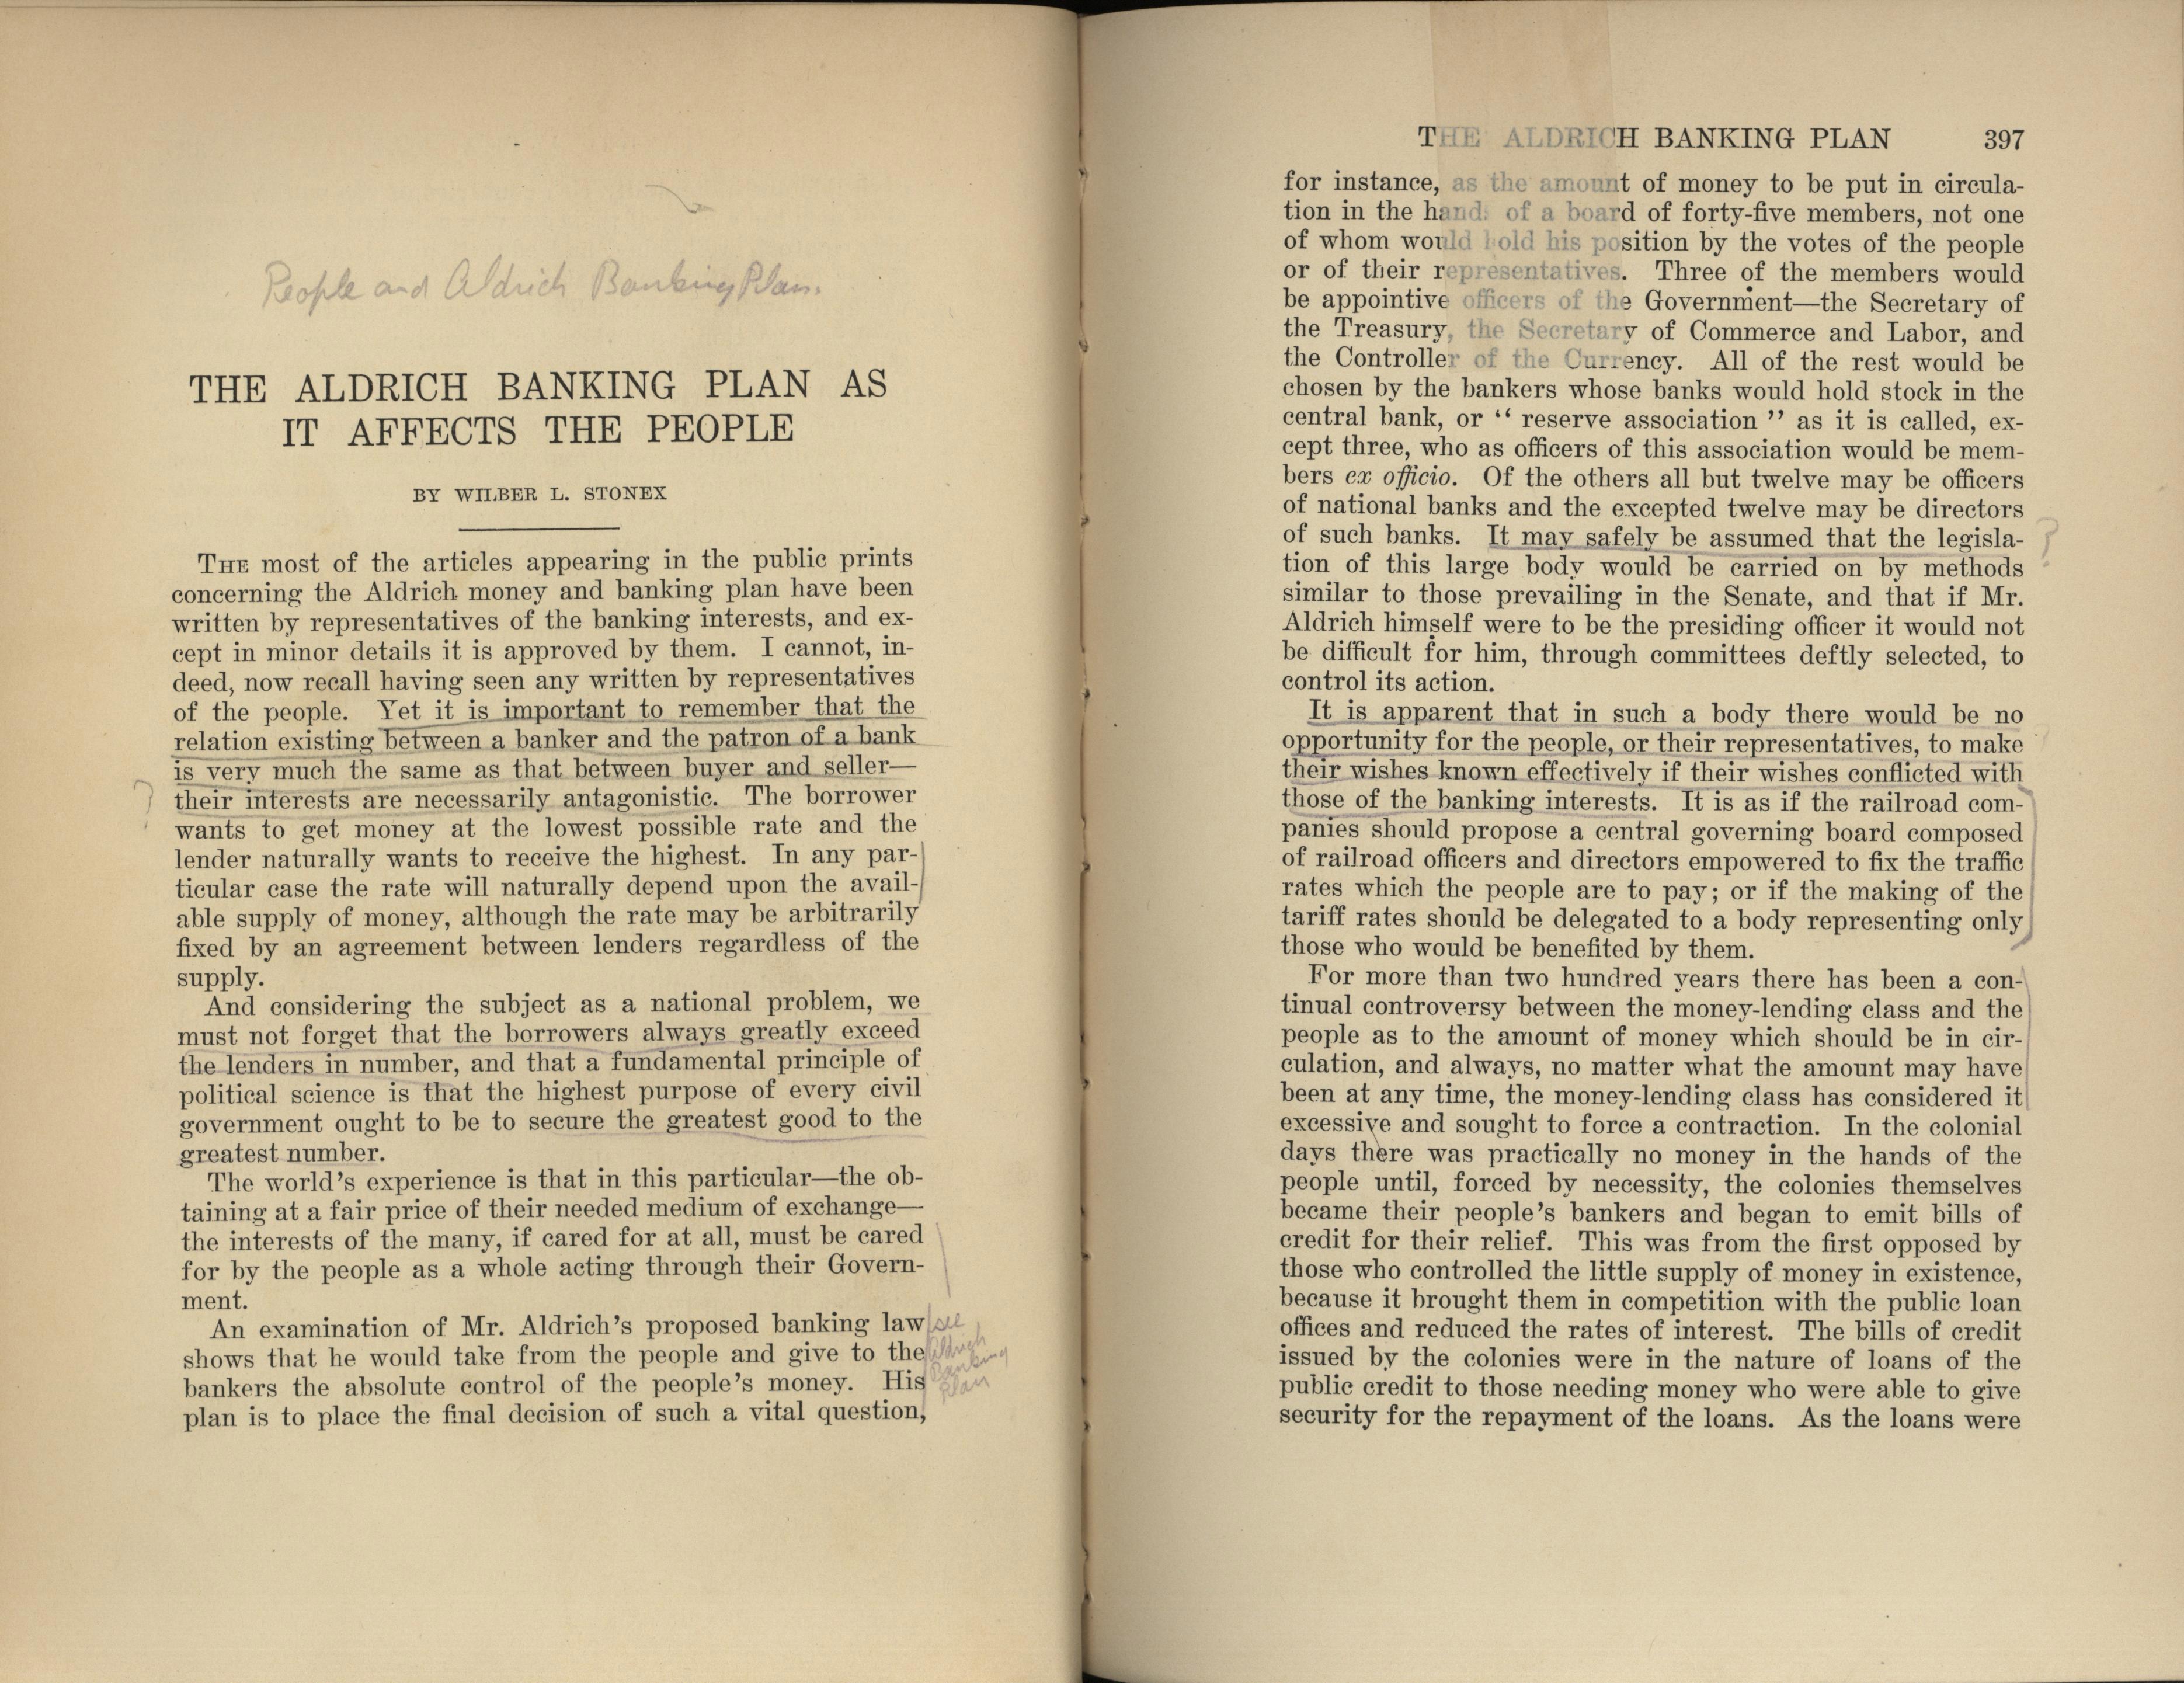 People and Aldrich Banking Plan.
THE ALDRICH BANKING PLAN AS
IT AFFECTS THE PEOPLE
BY WILBER L. STONEX
THE most of the articles appearing in the public prints
concerning the Aldrich money and banking plan have been
written by representatives of the banking interests, and ex-
cept in minor details it is approved by them. I cannot, in-
deed, now recall having seen any written by representatives
of the people. Yet it is important to remember that the
relation existing between a banker and the patron of a bank
is very much the same as that between buyer and seller—
? their interests are necessarily antagonistic. The borrower
wants to get money at the lowest possible rate and the
lender naturally wants to receive the highest. In any par-
ticular case the rate will naturally depend upon the avail-
able supply of money, although the rate may be arbitrarily
fixed by an agreement between lenders regardless of the
supply.
And considering the subject as a national problem, we
must not forget that the borrowers always greatly exceed
the lenders in number, and that a fundamental principle of
political science is that the highest purpose of every civil
government ought to be to secure the greatest good to the
greatest number.
The world's experience is that in this particular—the ob-
taining at a fair price of their needed medium of exchange—
the interests of the many, if cared for at all, must be cared
for by the people as a whole acting through their Govern-
ment.
An examination of Mr. Aldrich's proposed banking law
shows that he would take from the people and give to the
bankers the absolute control of the people's money. His
plan is to place the final decision of such a vital question,
see
Aldrich
Banking
Plan
THE ALDRICH BANKING PLAN 397
for instance, as the amount of money to be put in circula-
tion in the hands of a board of forty-five members, not one
of whom would hold his position by the votes of the people
or of their representatives. Three of the members would
be appointive officers of the Government—the Secretary of
the Treasury, the Secretary of Commerce and Labor, and
the Controller of the Currency. All of the rest would be
chosen by the bankers whose banks would hold stock in the
central bank, or " reserve association " as it is called, ex-
cept three, who as officers of this association would be mem-
bers ex officio. Of the others all but twelve may be officers
of national banks and the excepted twelve may be directors
of such banks. It may safely be assumed that the legisla- ?
tion of this large body would be carried on by methods
similar to those prevailing in the Senate, and that if Mr.
Aldrich himself were to be the presiding officer it would not
be difficult for him, through committees deftly selected, to
control its action.
It is apparent that in such a body there would be no
opportunity for the people, or their representatives, to make
their wishes known effectively if their wishes conflicted with
those of the banking interests. It is as if the railroad com-
panies should propose a central governing board composed
of railroad officers and directors empowered to fix the traffic
rates which the people are to pay; or if the making of the
tariff rates should be delegated to a body representing only
those who would be benefited by them.
For more than two hundred years there has been a con-
tinual controversy between the money-lending class and the
people as to the amount of money which should be in cir-
culation, and always, no matter what the amount may have
been at any time, the money-lending class has considered it
excessive and sought to force a contraction. In the colonial
days there was practically no money in the hands of the
people until, forced by necessity, the colonies themselves
became their people's bankers and began to emit bills of
credit for their relief. This was from the first opposed by
those who controlled the little supply of money in existence,
because it brought them in competition with the public loan
offices and reduced the rates of interest. The bills of credit
issued by the colonies were in the nature of loans of the
public credit to those needing money who were able to give
security for the repayment of the loans. As the loans were